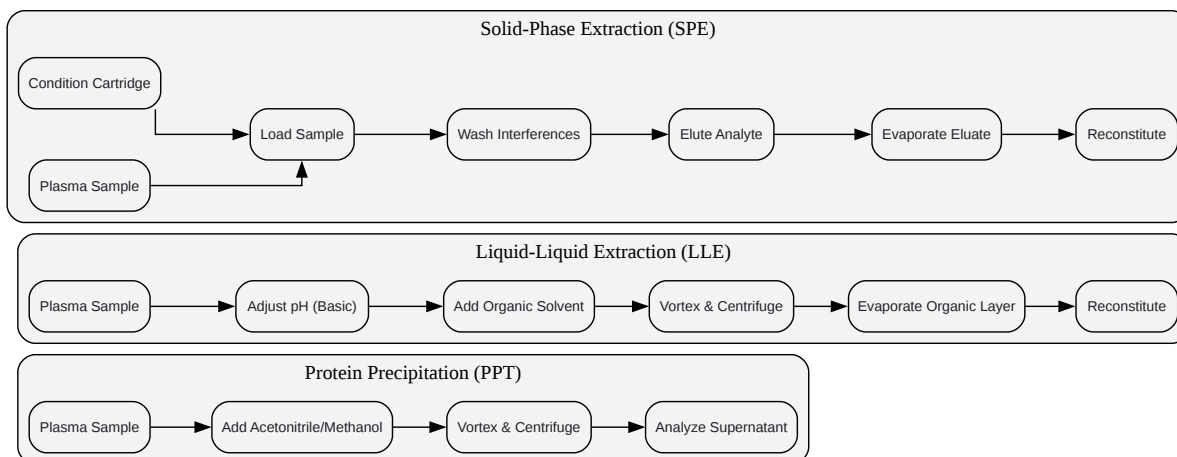 Solid-Phase Extraction (SPE)
Condition Cartridge
Plasma Sample
Load Sample
Wash Interferences
Elute Analyte
Evaporate Eluate
Reconstitute
Liquid-Liquid Extraction (LLE)
Plasma Sample
Adjust pH (Basic)
Add Organic Solvent
Vortex & Centrifuge
Evaporate Organic Layer
Reconstitute
Protein Precipitation (PPT)
Plasma Sample
Add Acetonitrile/Methanol
Vortex & Centrifuge
Analyze Supernatant